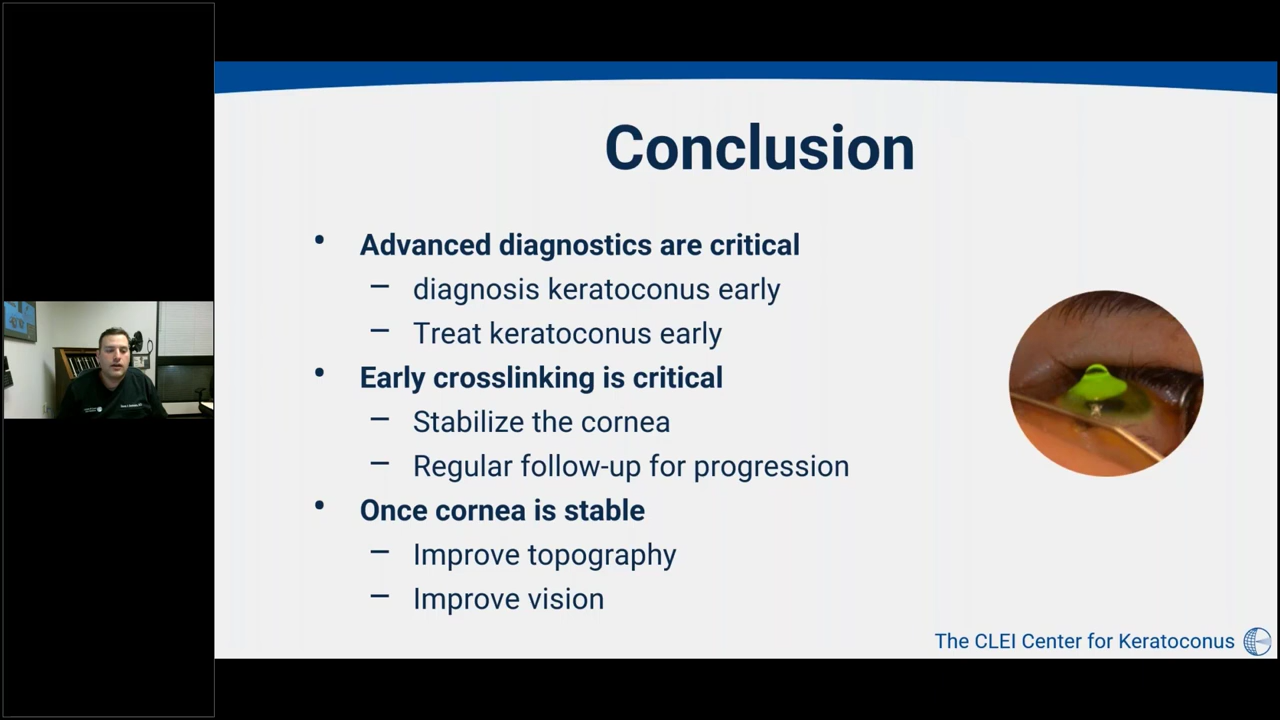 Conclusion
• Advanced diagnostics are critical
– diagnosis keratoconus early
– Treat keratoconus early
• Early crosslinking is critical
– Stabilize the cornea
– Regular follow-up for progression
• Once cornea is stable
– Improve topography
– Improve vision
The CLEI Center for Keratoconus